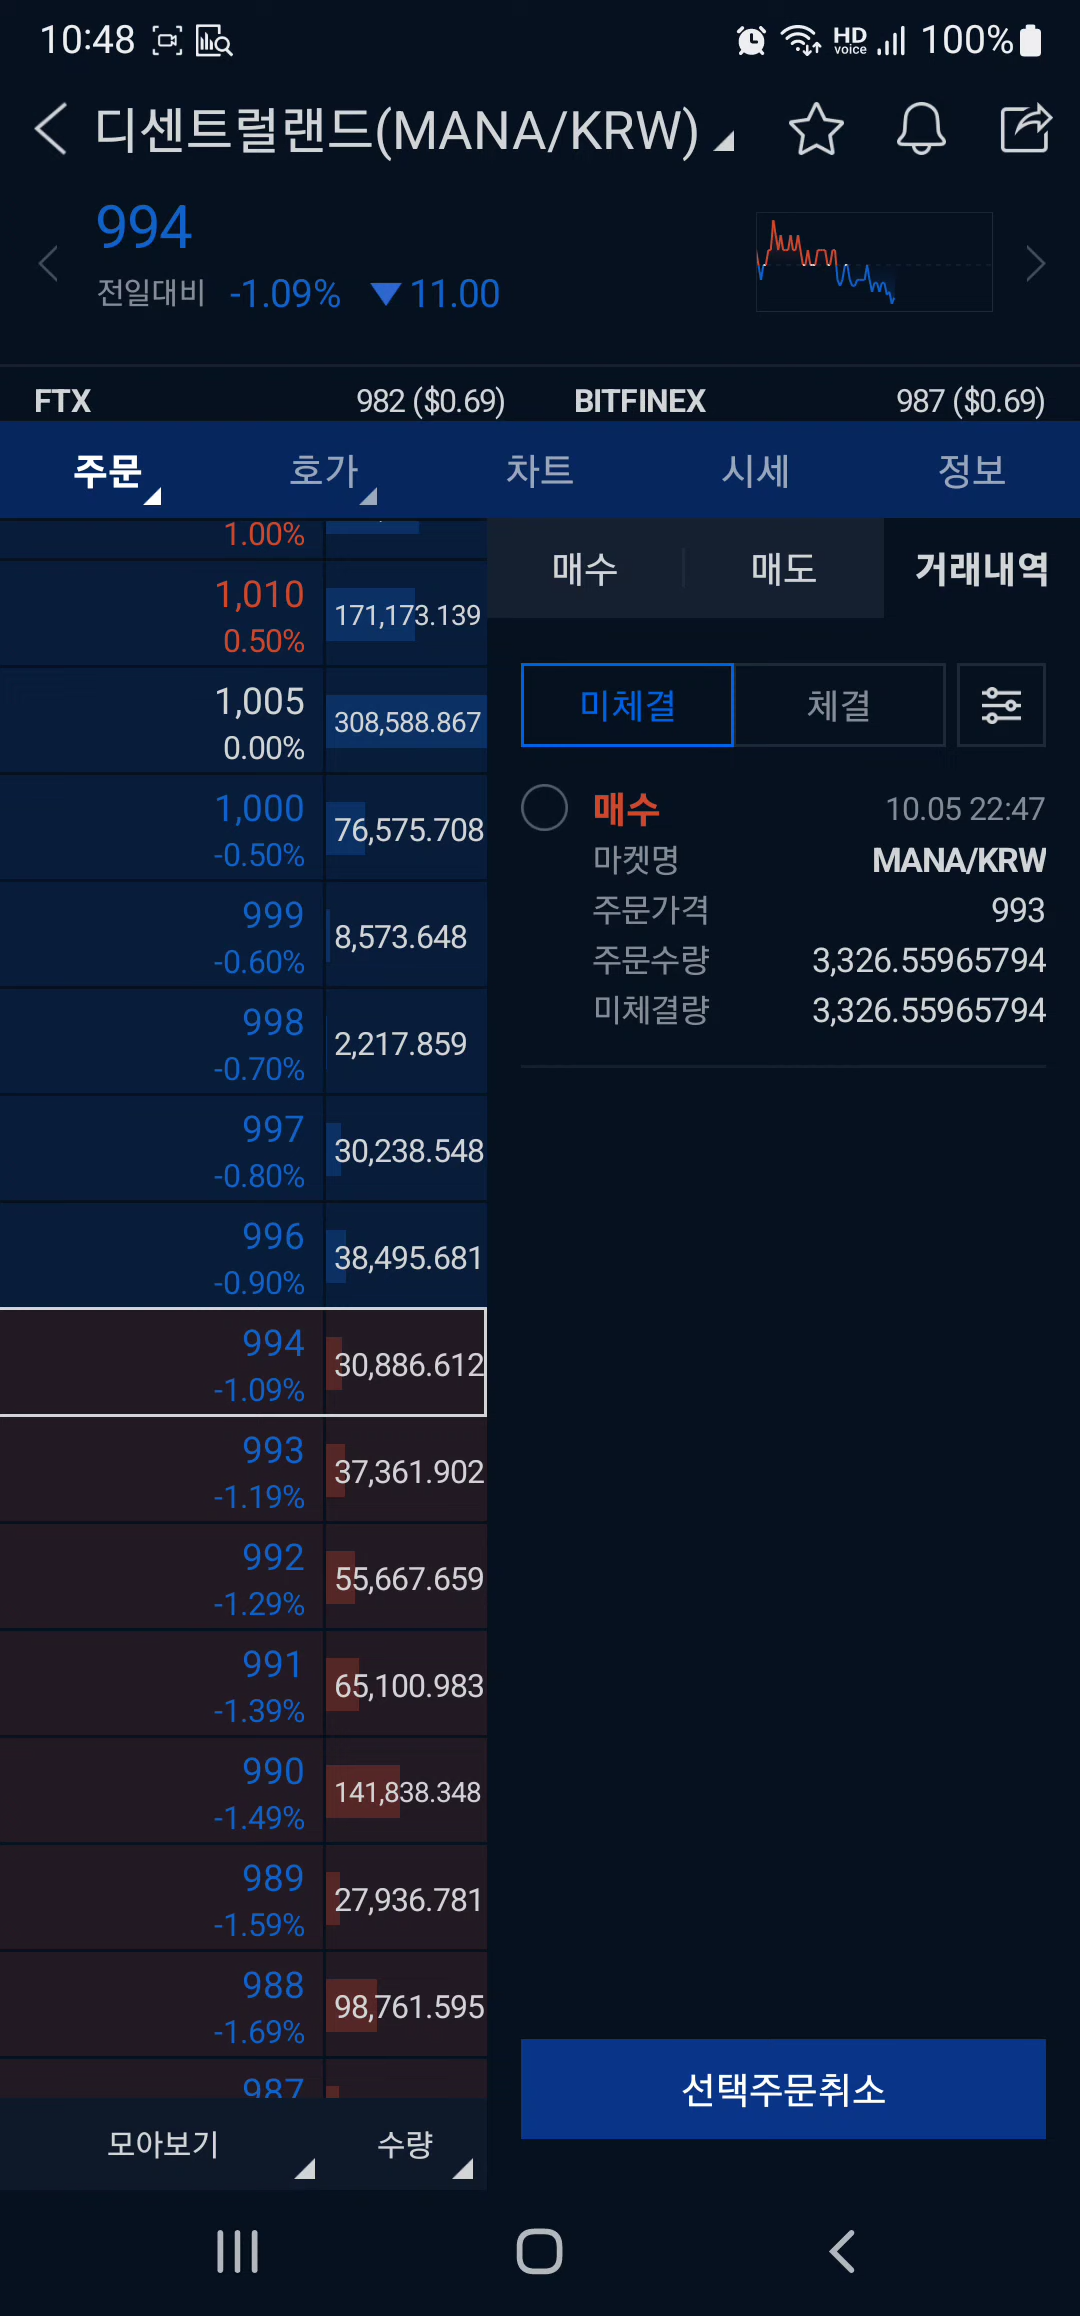 10:48 HD voice 100%
디센트럴랜드(MANA/KRW)
994
전일대비 -1.09% ▼11.00
FTX 982 ($0.69) BITFINEX 987 ($0.69)
주문 호가 차트 시세 정보
매수 매도 거래내역
미체결 체결
매수 10.05 22:47
마켓명 MANA/KRW
주문가격 993
주문수량 3,326.55965794
미체결량 3,326.55965794
1.00%
1,010 171,173.139
0.50%
1,005 308,588.867
0.00%
1,000 76,575.708
-0.50%
999 8,573.648
-0.60%
998 2,217.859
-0.70%
997 30,238.548
-0.80%
996 38,495.681
-0.90%
994 30,886.612
-1.09%
993 37,361.902
-1.19%
992 55,667.659
-1.29%
991 65,100.983
-1.39%
990 141,838.348
-1.49%
989 27,936.781
-1.59%
988 98,761.595
-1.69%
987
선택주문취소
모아보기 수량